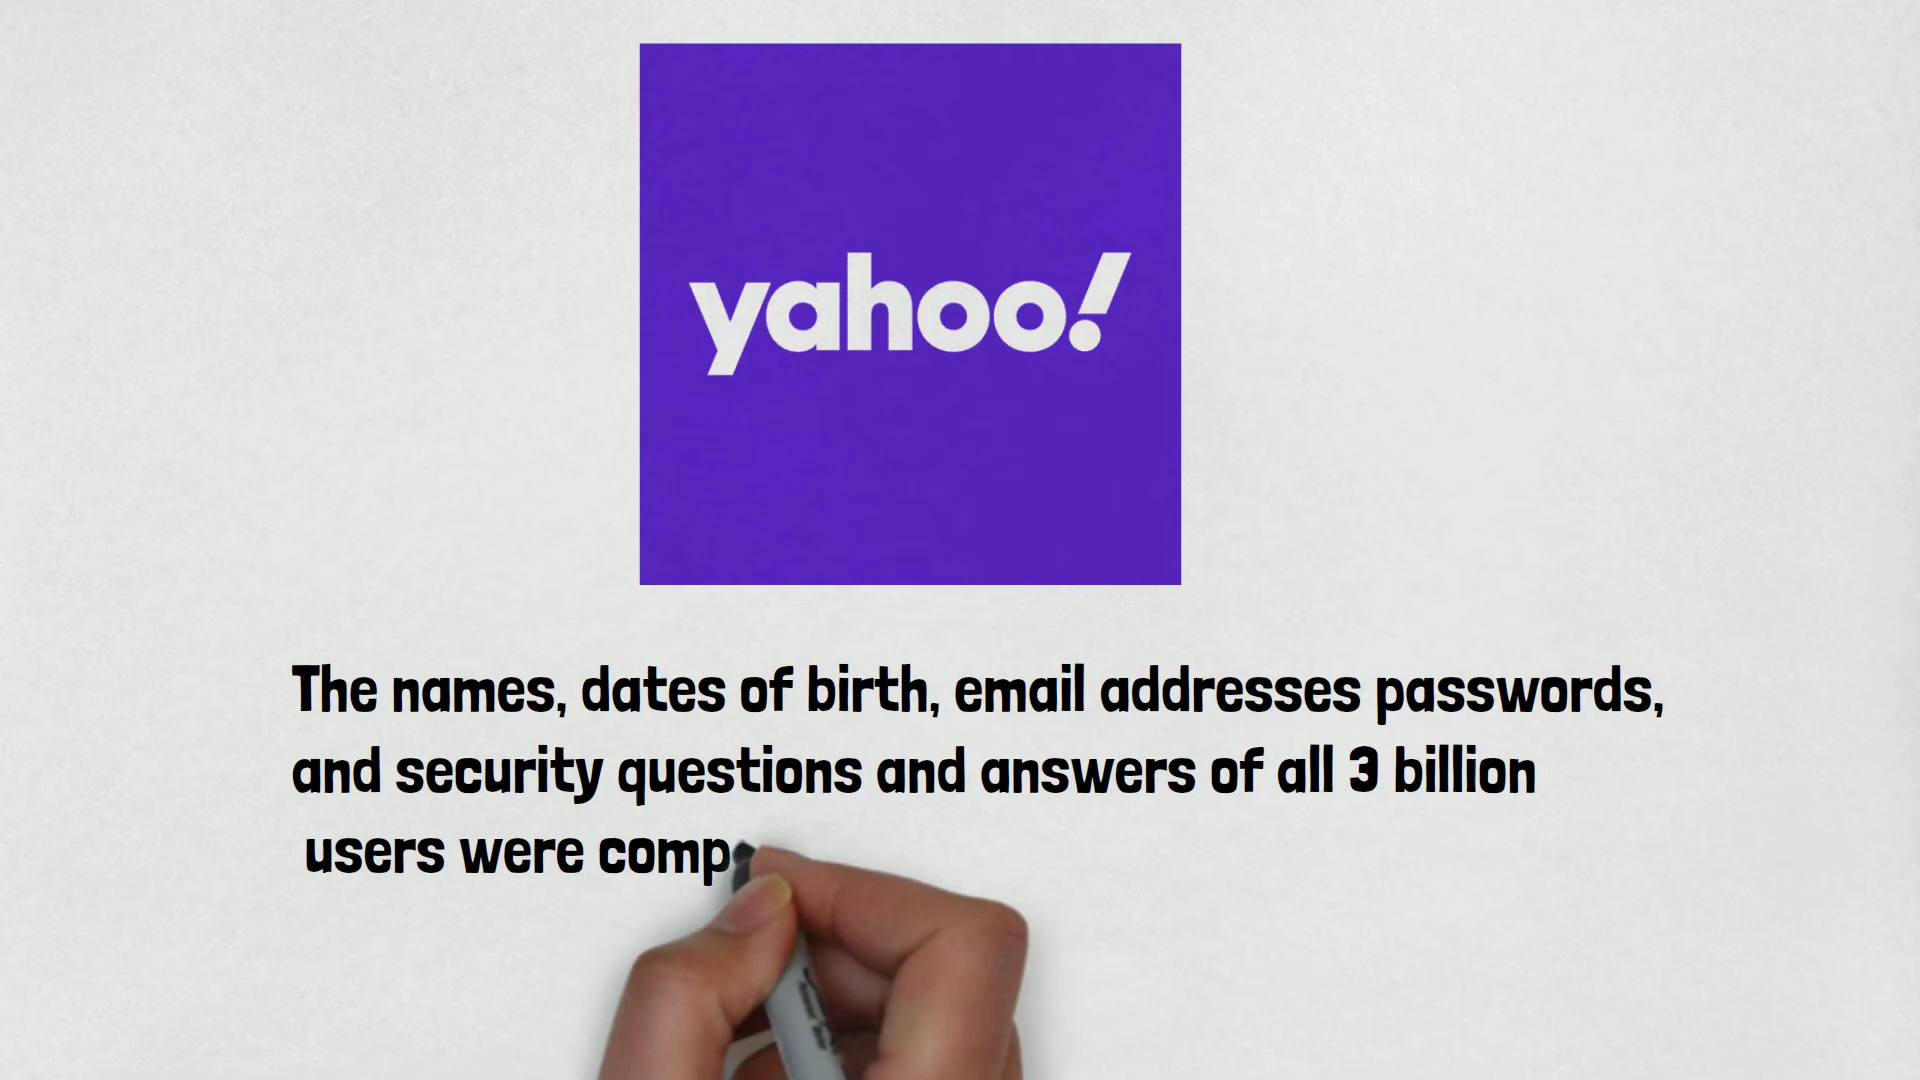 yahoo!
The names, dates of birth, email addresses passwords,
and security questions and answers of all 3 billion
users were comp